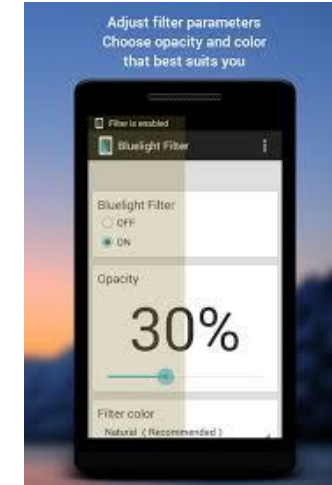 Adjust filter parameters
Choose opacity and color
that best suits you
Filter is enabled
Bluelight Filter
Bluelight Filter
OFF
ON
Opacity
30%
Filter color
Natural ( Recommended )